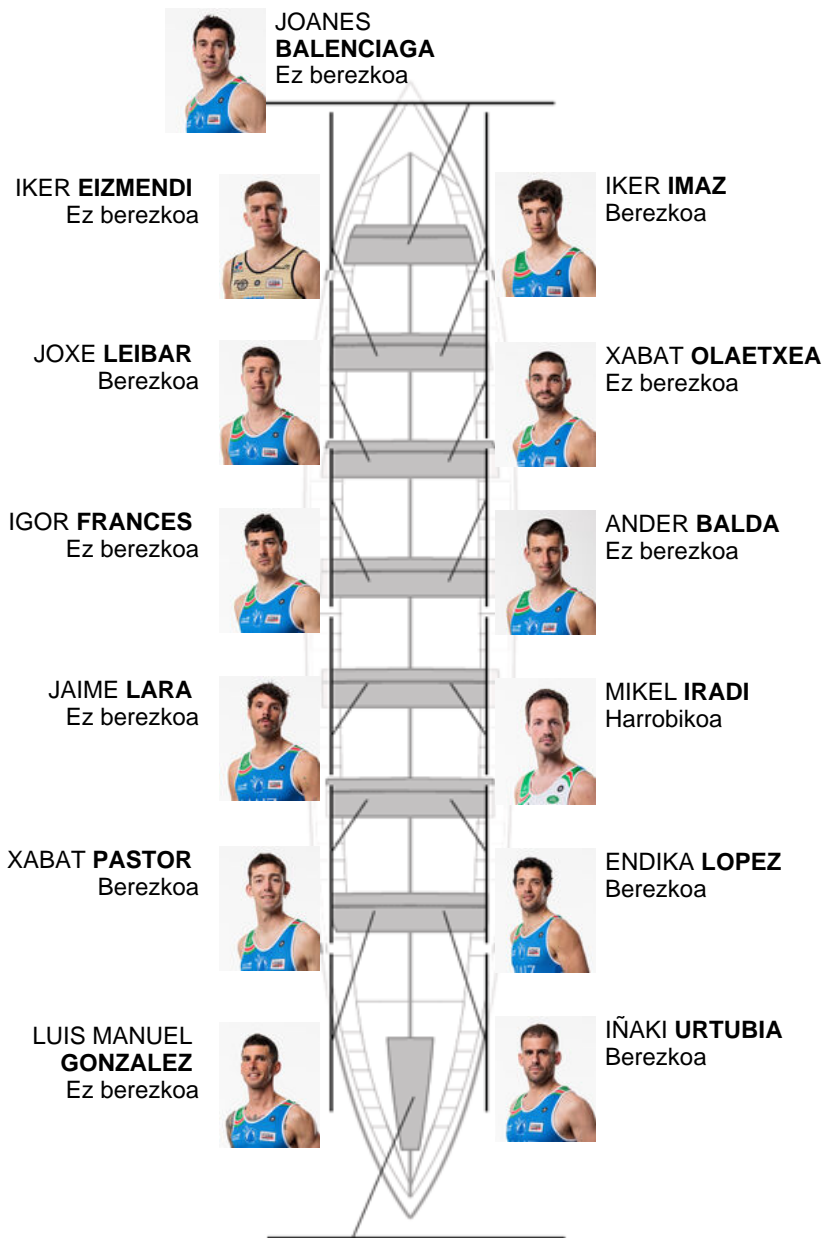 JOANES
BALENCIAGA
Ez berezkoa
IKER EIZMENDI
Ez berezkoa
IKER IMAZ
Berezkoa
JOXE LEIBAR
Berezkoa
XABAT OLAETXEA
Ez berezkoa
IGOR FRANCES
Ez berezkoa
ANDER BALDA
Ez berezkoa
JAIME LARA
Ez berezkoa
MIKEL IRADI
Harrobikoa
XABAT PASTOR
Berezkoa
ENDIKA LOPEZ
Berezkoa
LUIS MANUEL
GONZALEZ
Ez berezkoa
IÑAKI URTUBIA
Berezkoa